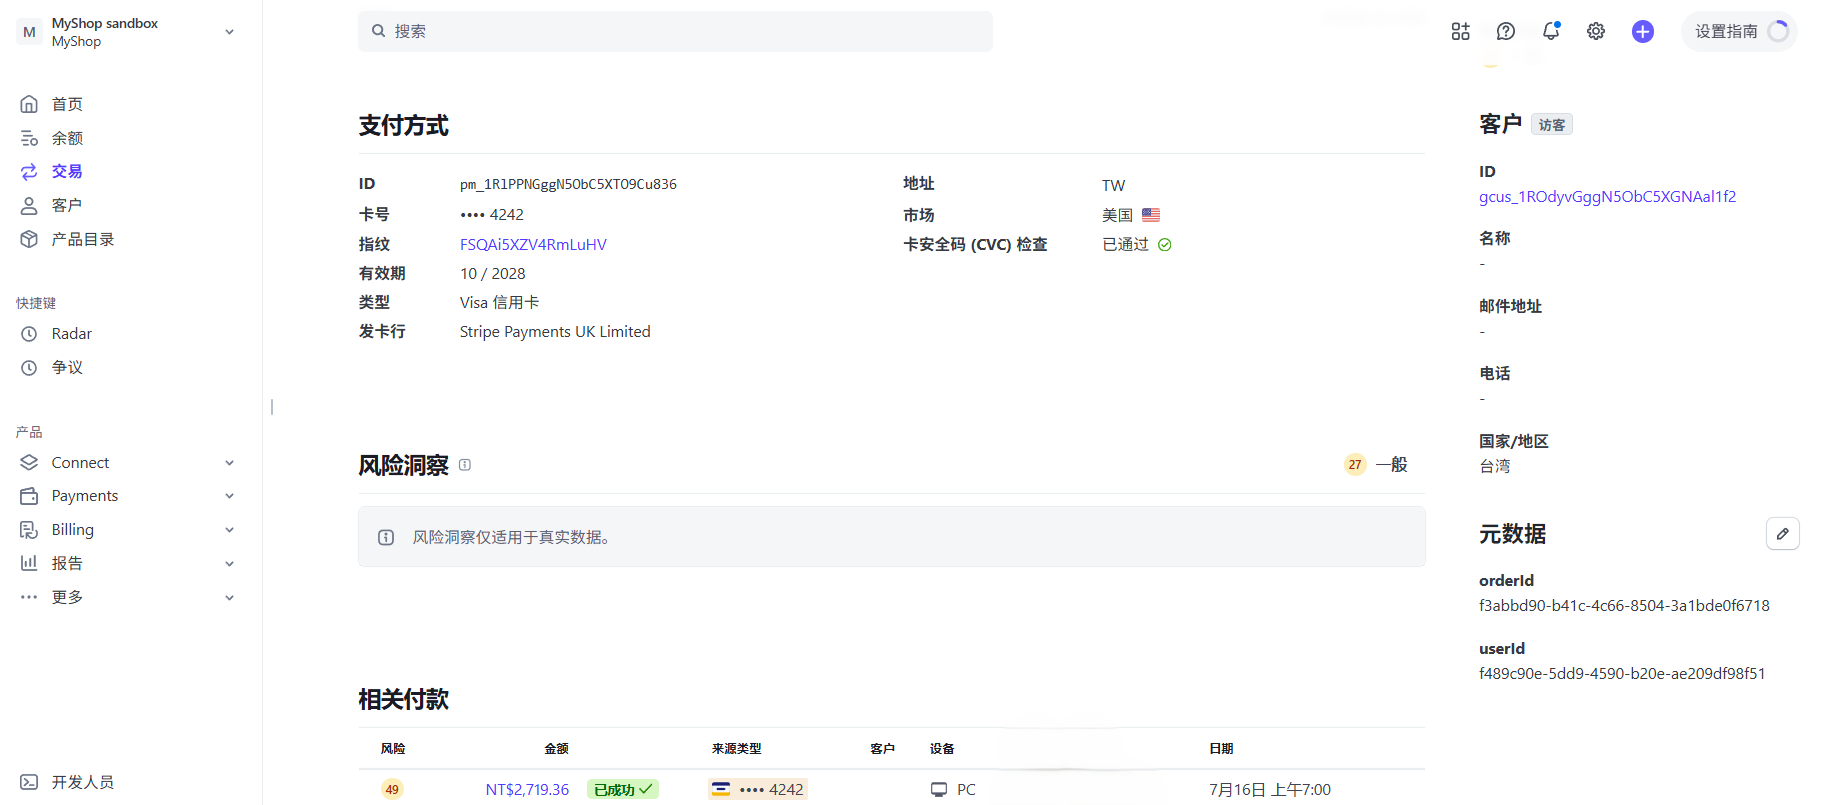 M
MyShop sandbox
MyShop
搜索
设置指南
首页
余额
交易
客户
产品目录
快捷键
Radar
争议
产品
Connect
Payments
Billing
报告
更多
开发人员
支付方式
ID pm_1RlPPNGggN5ObC5XTO9Cu836
卡号 •••• 4242
指纹 FSQAi5XZV4RmLuHV
有效期 10 / 2028
类型 Visa 信用卡
发卡行 Stripe Payments UK Limited
地址 TW
市场 美国
卡安全码 (CVC) 检查 已通过
风险洞察 27 一般
风险洞察仅适用于真实数据。
相关付款
风险 金额 来源类型 客户 设备 日期
49 NT$2,719.36 已成功 •••• 4242 PC 7月16日 上午7:00
客户 访客
ID
gcus_1ROdyvGggN5ObC5XGNAal1f2
名称
-
邮件地址
-
电话
-
国家/地区
台湾
元数据
orderId
f3abbd90-b41c-4c66-8504-3a1bde0f6718
userId
f489c90e-5dd9-4590-b20e-ae209df98f51